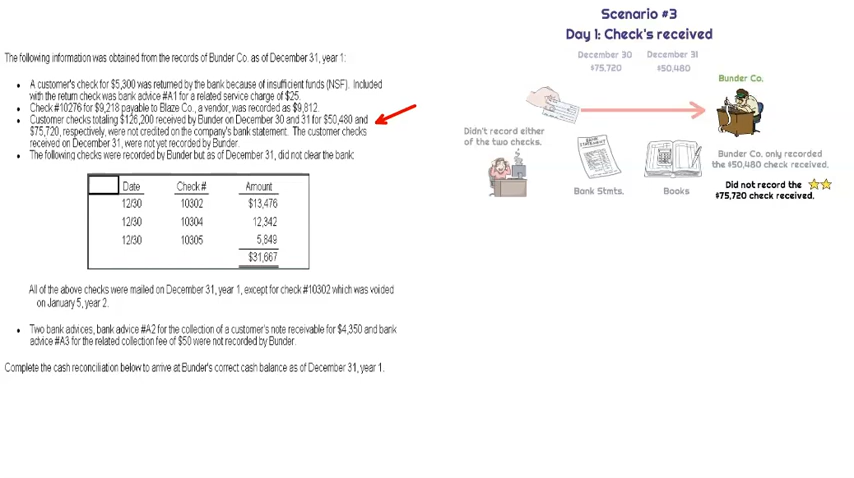 Scenario #3
Day 1: Check's received
December 30
$75,720
December 31
$50,480
Bunder Co.
Didn't record either
of the two checks.
BANK
STATEMENT
Bank Stmts.
Books
Bunder Co. only recorded
the $50,480 check received.
Did not record the
$75,720 check received.
The following information was obtained from the records of Bunder Co. as of December 31, year 1:
• A customer's check for $5,300 was returned by the bank because of insufficient funds (NSF). Included
with the return check was bank advice #A1 for a related service charge of $25.
• Check #10276 for $9,218 payable to Blaze Co., a vendor, was recorded as $9,812.
• Customer checks totaling $126,200 received by Bunder on December 30 and 31 for $50,480 and
$75,720, respectively, were not credited on the company's bank statement. The customer checks
received on December 31, were not yet recorded by Bunder.
• The following checks were recorded by Bunder but as of December 31, did not clear the bank:
Date Check # Amount
12/30 10302 $13,476
12/30 10304 12,342
12/30 10305 5,849
$31,667
All of the above checks were mailed on December 31, year 1, except for check #10302 which was voided
on January 5, year 2.
• Two bank advices, bank advice #A2 for the collection of a customer's note receivable for $4,350 and bank
advice #A3 for the related collection fee of $50 were not recorded by Bunder.
Complete the cash reconciliation below to arrive at Bunder's correct cash balance as of December 31, year 1.